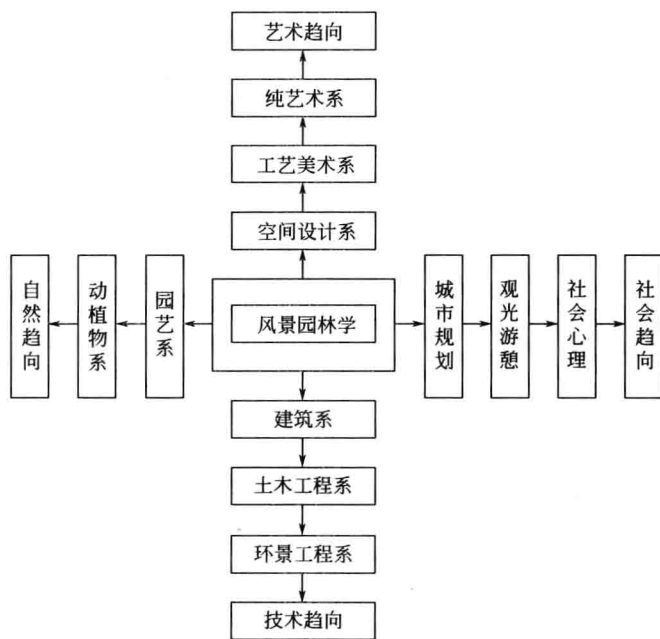 艺术趋向
纯艺术系
工艺美术系
空间设计系
自然趋向
动植物系
园艺系
风景园林学
城市规划
观光游憩
社会心理
社会趋向
建筑系
土木工程系
环景工程系
技术趋向